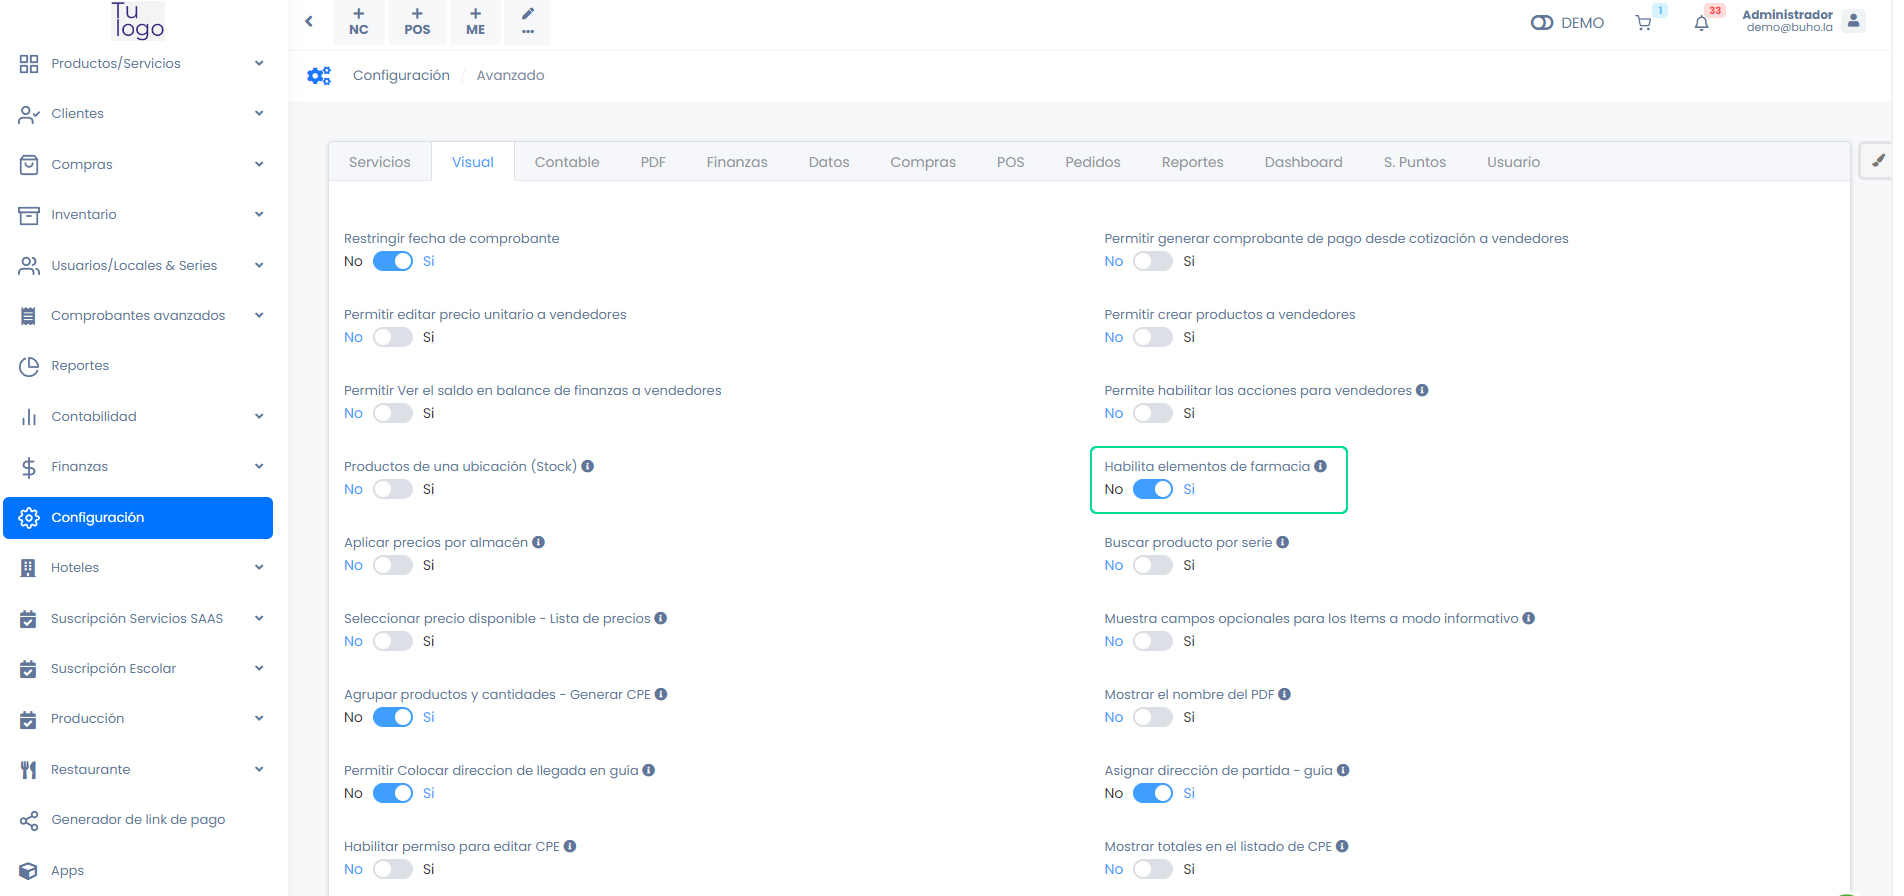 Tu
logo
Productos/Servicios
Clientes
Compras
Inventario
Usuarios/Locales & Series
Comprobantes avanzados
Reportes
Contabilidad
Finanzas
Configuración
Hoteles
Suscripción Servicios SAAS
Suscripción Escolar
Producción
Restaurante
Generador de link de pago
Apps
+ NC
+ POS
+ ME
...
DEMO
1
33
Administrador
demo@buho.la
Configuración / Avanzado
Servicios Visual Contable PDF Finanzas Datos Compras POS Pedidos Reportes Dashboard S. Puntos Usuario
Restringir fecha de comprobante
No Si
Permitir generar comprobante de pago desde cotización a vendedores
No Si
Permitir editar precio unitario a vendedores
No Si
Permitir crear productos a vendedores
No Si
Permitir Ver el saldo en balance de finanzas a vendedores
No Si
Permite habilitar las acciones para vendedores
No Si
Productos de una ubicación (Stock)
No Si
Habilita elementos de farmacia
No Si
Aplicar precios por almacén
No Si
Buscar producto por serie
No Si
Seleccionar precio disponible - Lista de precios
No Si
Muestra campos opcionales para los Items a modo informativo
No Si
Agrupar productos y cantidades - Generar CPE
No Si
Mostrar el nombre del PDF
No Si
Permitir Colocar direccion de llegada en guía
No Si
Asignar dirección de partida - guía
No Si
Habilitar permiso para editar CPE
No Si
Mostrar totales en el listado de CPE
No Si